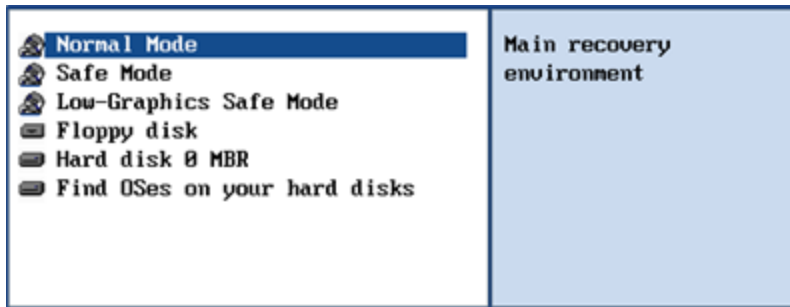 Normal Mode
Safe Mode
Low-Graphics Safe Mode
Floppy disk
Hard disk 0 MBR
Find OSes on your hard disks
Main recovery
environment